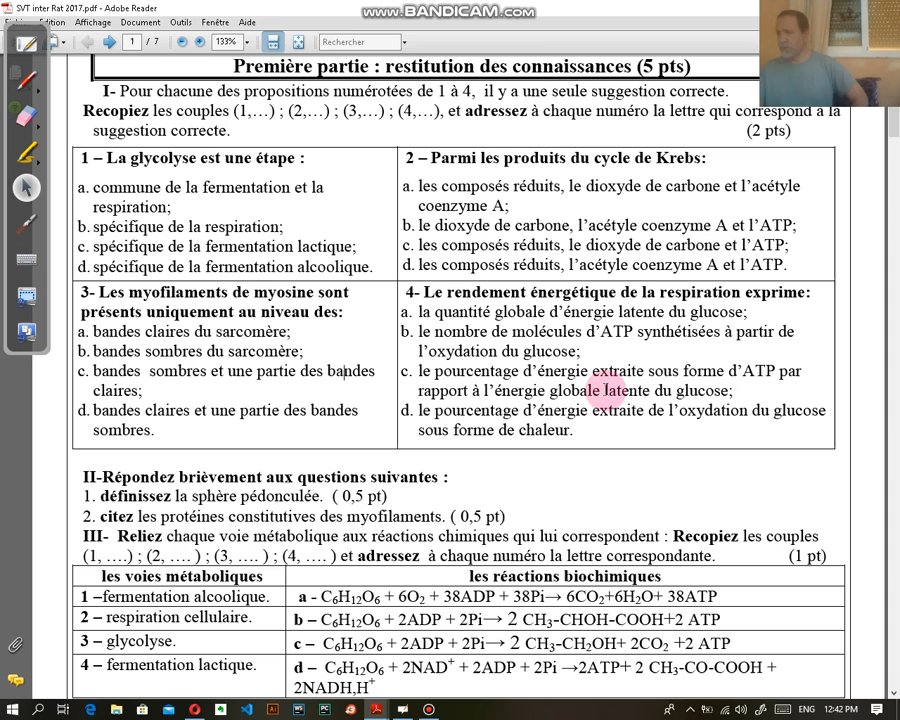 SVT inter Rat 2017.pdf - Adobe Reader
www.BANDICAM.com
Edition Affichage Document Outils Fenêtre Aide
1 / 7 133% Rechercher
Première partie : restitution des connaissances (5 pts)
I- Pour chacune des propositions numérotées de 1 à 4, il y a une seule suggestion correcte.
Recopiez les couples (1,…) ; (2,…) ; (3,…) ; (4,…), et adressez à chaque numéro la lettre qui correspond à la
suggestion correcte. (2 pts)
1 – La glycolyse est une étape :
a. commune de la fermentation et la
respiration;
b. spécifique de la respiration;
c. spécifique de la fermentation lactique;
d. spécifique de la fermentation alcoolique.
2 – Parmi les produits du cycle de Krebs:
a. les composés réduits, le dioxyde de carbone et l'acétyle
coenzyme A;
b. le dioxyde de carbone, l'acétyle coenzyme A et l'ATP;
c. les composés réduits, le dioxyde de carbone et l'ATP;
d. les composés réduits, l'acétyle coenzyme A et l'ATP.
3- Les myofilaments de myosine sont
présents uniquement au niveau des:
a. bandes claires du sarcomère;
b. bandes sombres du sarcomère;
c. bandes sombres et une partie des bandes
claires;
d. bandes claires et une partie des bandes
sombres.
4- Le rendement énergétique de la respiration exprime:
a. la quantité globale d'énergie latente du glucose;
b. le nombre de molécules d'ATP synthétisées à partir de
l'oxydation du glucose;
c. le pourcentage d'énergie extraite sous forme d'ATP par
rapport à l'énergie globale latente du glucose;
d. le pourcentage d'énergie extraite de l'oxydation du glucose
sous forme de chaleur.
II-Répondez brièvement aux questions suivantes :
1. définissez la sphère pédonculée. ( 0,5 pt)
2. citez les protéines constitutives des myofilaments. ( 0,5 pt)
III- Reliez chaque voie métabolique aux réactions chimiques qui lui correspondent : Recopiez les couples
(1, ….) ; (2, …. ) ; (3, …. ) ; (4, …. ) et adressez à chaque numéro la lettre correspondante. (1 pt)
les voies métaboliques les réactions biochimiques
1 –fermentation alcoolique. a - C₆H₁₂O₆ + 6O₂ + 38ADP + 38Pi→ 6CO₂+6H₂O+ 38ATP
2 – respiration cellulaire. b – C₆H₁₂O₆ + 2ADP + 2Pi→ 2 CH₃-CHOH-COOH+2 ATP
3 – glycolyse. c – C₆H₁₂O₆ + 2ADP + 2Pi→ 2 CH₃-CH₂OH+ 2CO₂ +2 ATP
4 – fermentation lactique. d – C₆H₁₂O₆ + 2NAD⁺ + 2ADP + 2Pi →2ATP+ 2 CH₃-CO-COOH +
2NADH,H⁺
ENG 12:42 PM